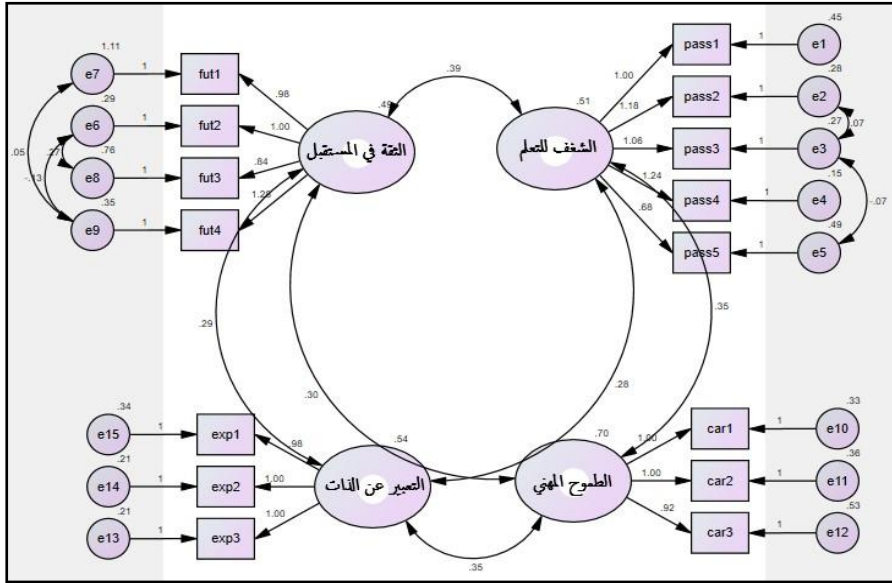 1.11
e7
1
fut1
.98
.29
e6
1
fut2
1.00
.76
e8
1
fut3
.84
.35
e9
1
fut4
1.28
.05
.27
-.13
.49
الثقة في المستقبل
.39
.51
الشغف للتعلم
1.00
pass1
1
e1
.45
1.18
pass2
1
e2
.28
1.06
pass3
1
e3
.27
1.24
pass4
1
e4
.15
.68
pass5
1
e5
.49
.07
-.07
.29
.30
.28
.35
.34
e15
1
exp1
.98
.21
e14
1
exp2
1.00
.21
e13
1
exp3
1.00
.54
التعبير عن الذات
.35
.70
الطموح المهني
1.00
car1
1
e10
.33
1.00
car2
1
e11
.36
.92
car3
1
e12
.53